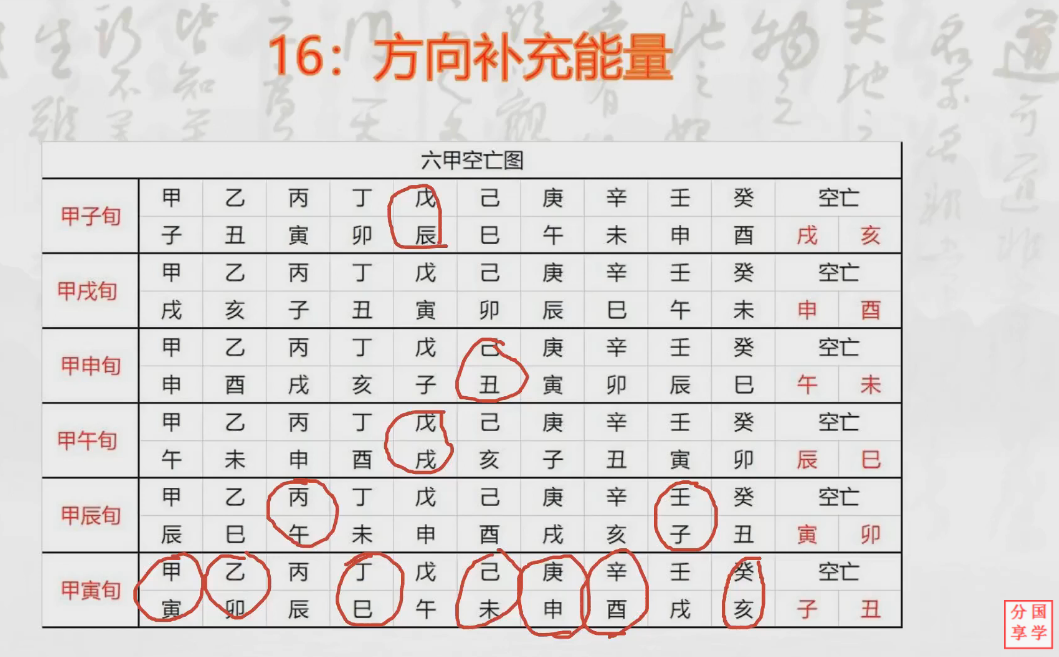 16：方向补充能量
六甲空亡图
甲子旬 甲 乙 丙 丁 戊 己 庚 辛 壬 癸 空亡
子 丑 寅 卯 辰 巳 午 未 申 酉 戌 亥
甲戌旬 甲 乙 丙 丁 戊 己 庚 辛 壬 癸 空亡
戌 亥 子 丑 寅 卯 辰 巳 午 未 申 酉
甲申旬 甲 乙 丙 丁 戊 己 庚 辛 壬 癸 空亡
申 酉 戌 亥 子 丑 寅 卯 辰 巳 午 未
甲午旬 甲 乙 丙 丁 戊 己 庚 辛 壬 癸 空亡
午 未 申 酉 戌 亥 子 丑 寅 卯 辰 巳
甲辰旬 甲 乙 丙 丁 戊 己 庚 辛 壬 癸 空亡
辰 巳 午 未 申 酉 戌 亥 子 丑 寅 卯
甲寅旬 甲 乙 丙 丁 戊 己 庚 辛 壬 癸 空亡
寅 卯 辰 巳 午 未 申 酉 戌 亥 子 丑
国学
分享